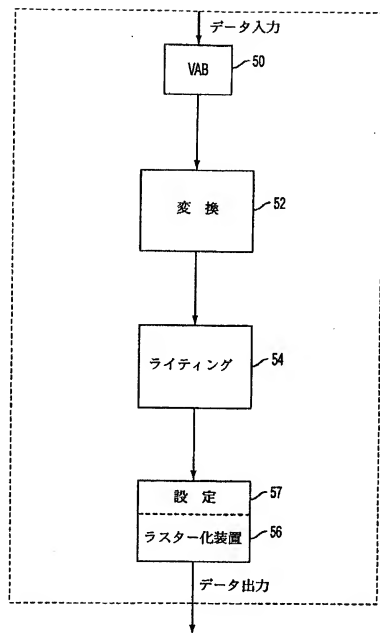 データ入力
VAB
50
変換
52
ライティング
54
設定
57
ラスター化装置
56
データ出力